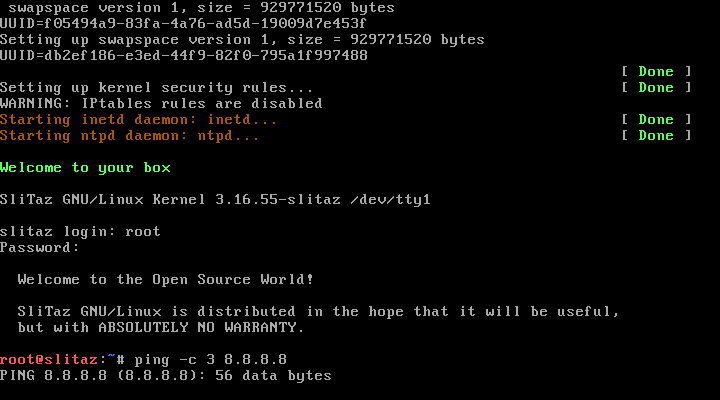 swapspace version 1, size = 929771520 bytes
UUID=f05494a9-83fa-4a76-ad5d-19009d7e453f
Setting up swapspace version 1, size = 929771520 bytes
UUID=db2ef186-e3ed-44f9-82f0-795a1f997488
[ Done ]
Setting up kernel security rules... [ Done ]
WARNING: IPtables rules are disabled
Starting inetd daemon: inetd... [ Done ]
Starting ntpd daemon: ntpd... [ Done ]
Welcome to your box
SliTaz GNU/Linux Kernel 3.16.55-slitaz /dev/tty1
slitaz login: root
Password:
Welcome to the Open Source World!
SliTaz GNU/Linux is distributed in the hope that it will be useful,
but with ABSOLUTELY NO WARRANTY.
root@slitaz:~# ping -c 3 8.8.8.8
PING 8.8.8.8 (8.8.8.8): 56 data bytes